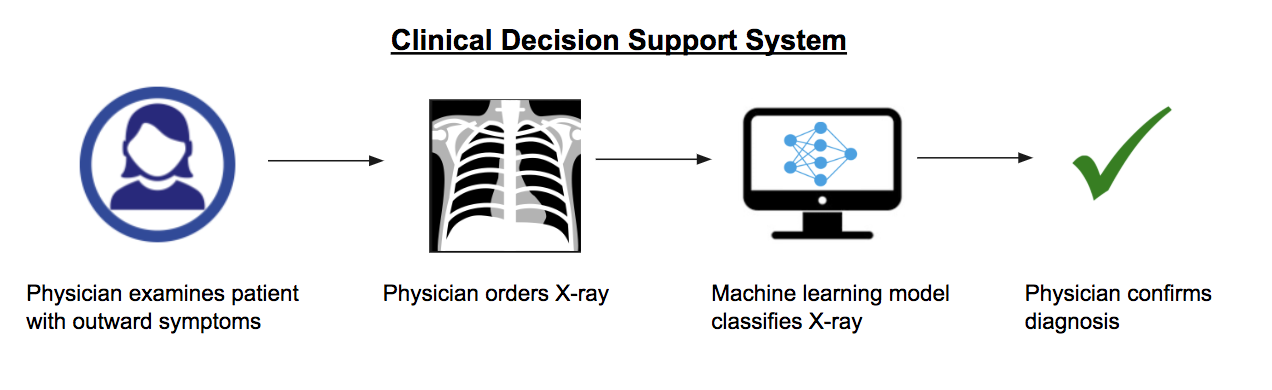 Clinical Decision Support System
Physician examines patient
with outward symptoms
Physician orders X-ray
Machine learning model
classifies X-ray
Physician confirms
diagnosis